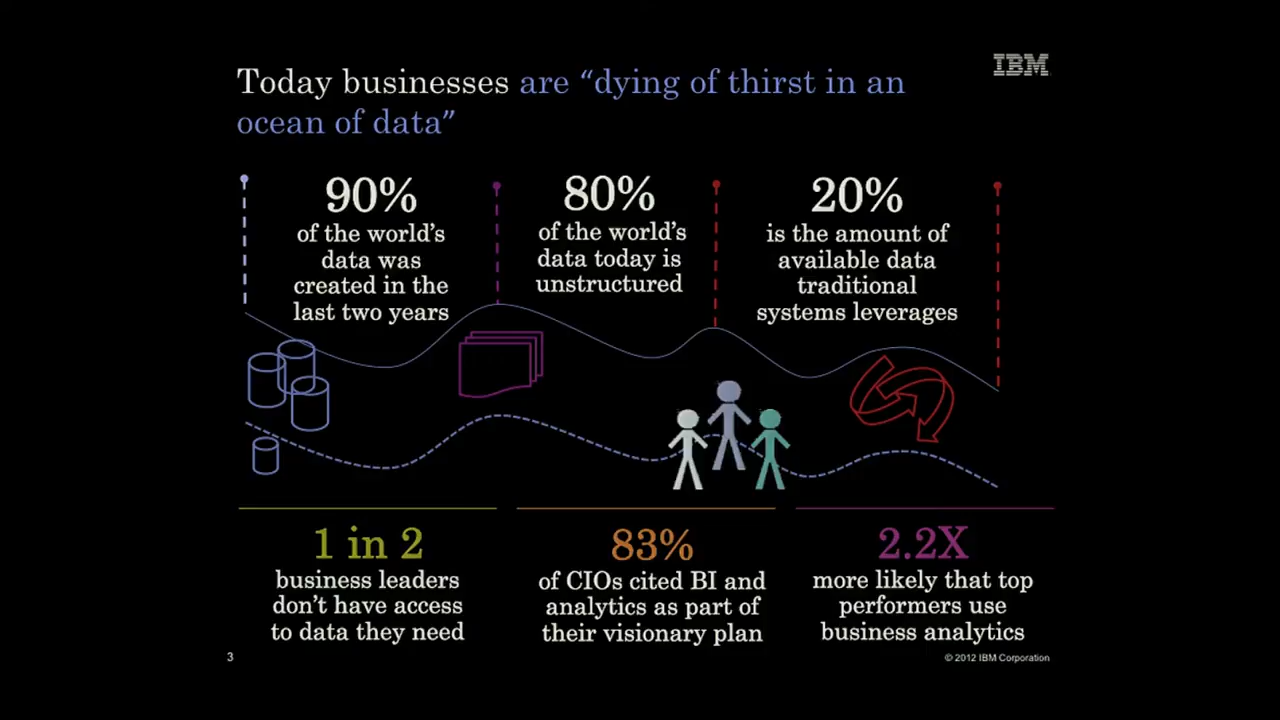 IBM
Today businesses are “dying of thirst in an
ocean of data”
90%
of the world’s
data was
created in the
last two years
80%
of the world’s
data today is
unstructured
20%
is the amount of
available data
traditional
systems leverages
1 in 2
business leaders
don’t have access
to data they need
83%
of CIOs cited BI and
analytics as part of
their visionary plan
2.2X
more likely that top
performers use
business analytics
3
© 2012 IBM Corporation